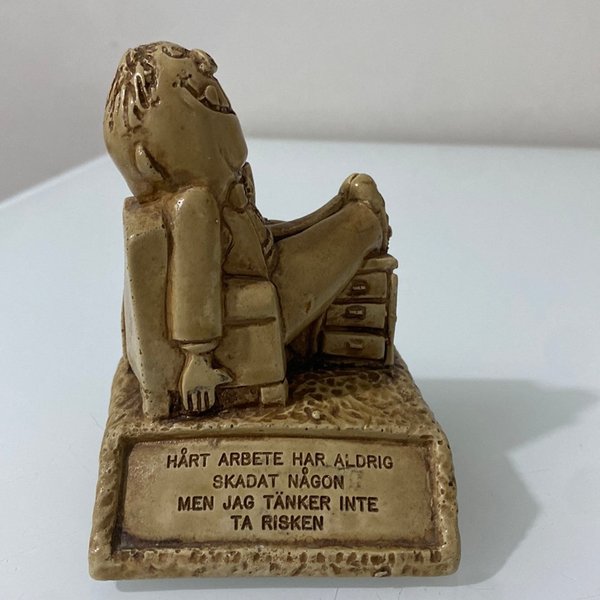 HÅRT ARBETE HAR ALDRIG
SKADAT NÅGON
MEN JAG TÄNKER INTE
TA RISKEN